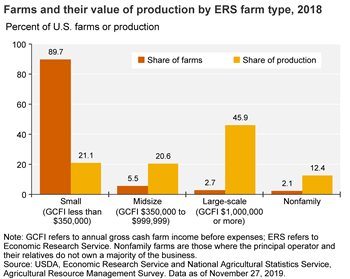 Farms and their value of production by ERS farm type, 2018
Percent of U.S. farms or production
100
80
60
40
20
0
Share of farms
Share of production
89.7
21.1
5.5
20.6
2.7
45.9
2.1
12.4
Small
(GCFI less than
$350,000)
Midsize
(GCFI $350,000 to
$999,999)
Large-scale
(GCFI $1,000,000
or more)
Nonfamily
Note: GCFI refers to annual gross cash farm income before expenses; ERS refers to
Economic Research Service. Nonfamily farms are those where the principal operator and
their relatives do not own a majority of the business.
Source: USDA, Economic Research Service and National Agricultural Statistics Service,
Agricultural Resource Management Survey. Data as of November 27, 2019.